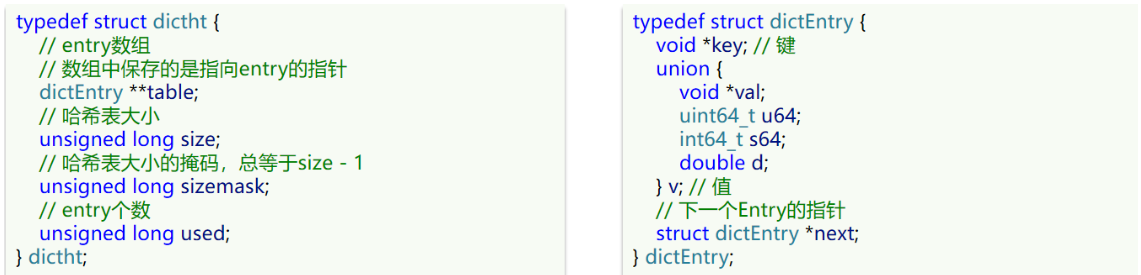 typedef struct dictht {
// entry数组
// 数组中保存的是指向entry的指针
dictEntry **table;
// 哈希表大小
unsigned long size;
// 哈希表大小的掩码，总等于size - 1
unsigned long sizemask;
// entry个数
unsigned long used;
} dictht;
typedef struct dictEntry {
void *key; // 键
union {
void *val;
uint64_t u64;
int64_t s64;
double d;
} v; // 值
// 下一个Entry的指针
struct dictEntry *next;
} dictEntry;